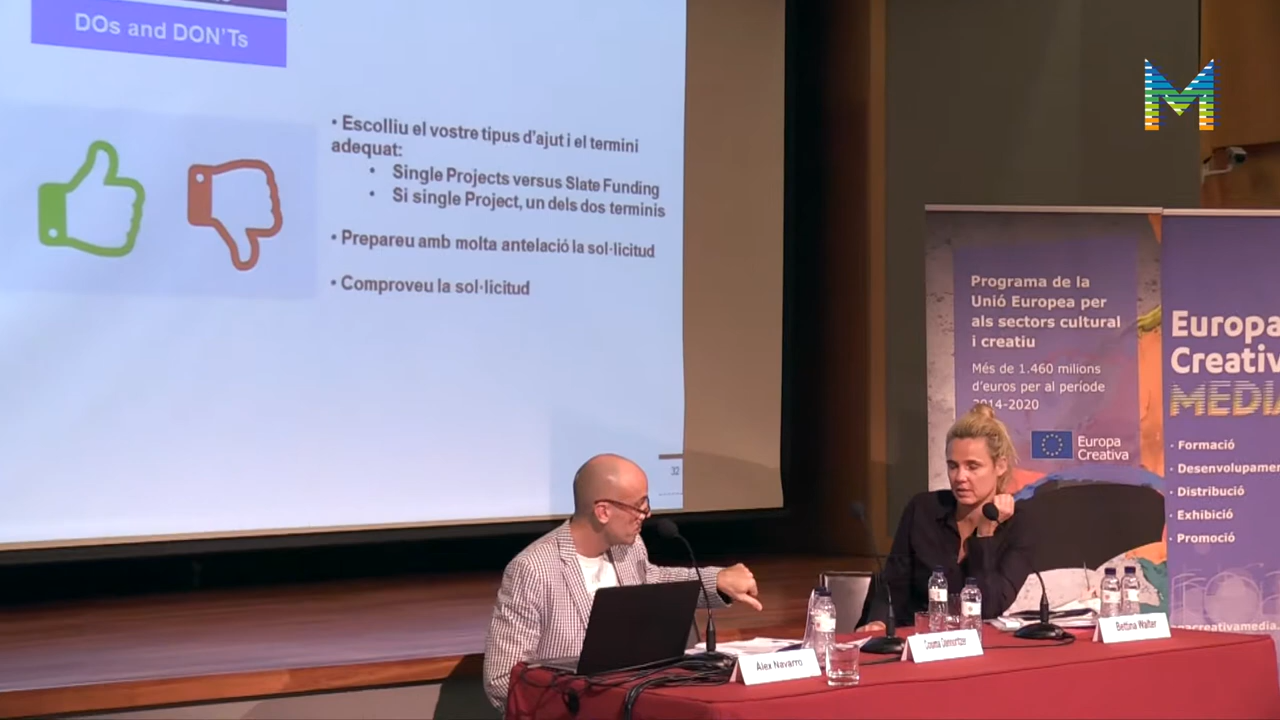 DOs and DON'Ts
• Escolliu el vostre tipus d'ajut i el termini
adequat:
• Single Projects versus Slate Funding
• Si single Project, un dels dos terminis
• Prepareu amb molta antelació la sol·licitud
• Comproveu la sol·licitud
32
M
Programa de la
Unió Europea per
als sectors cultural
i creatiu
Més de 1.460 milions
d'euros per al període
2014-2020
Europa
Creativa
Europa
Creativ
MEDIA
· Formació
· Desenvolupamen
· Distribució
· Exhibició
· Promoció
acreativamedia.
Alex Navarro
Bettina Walter